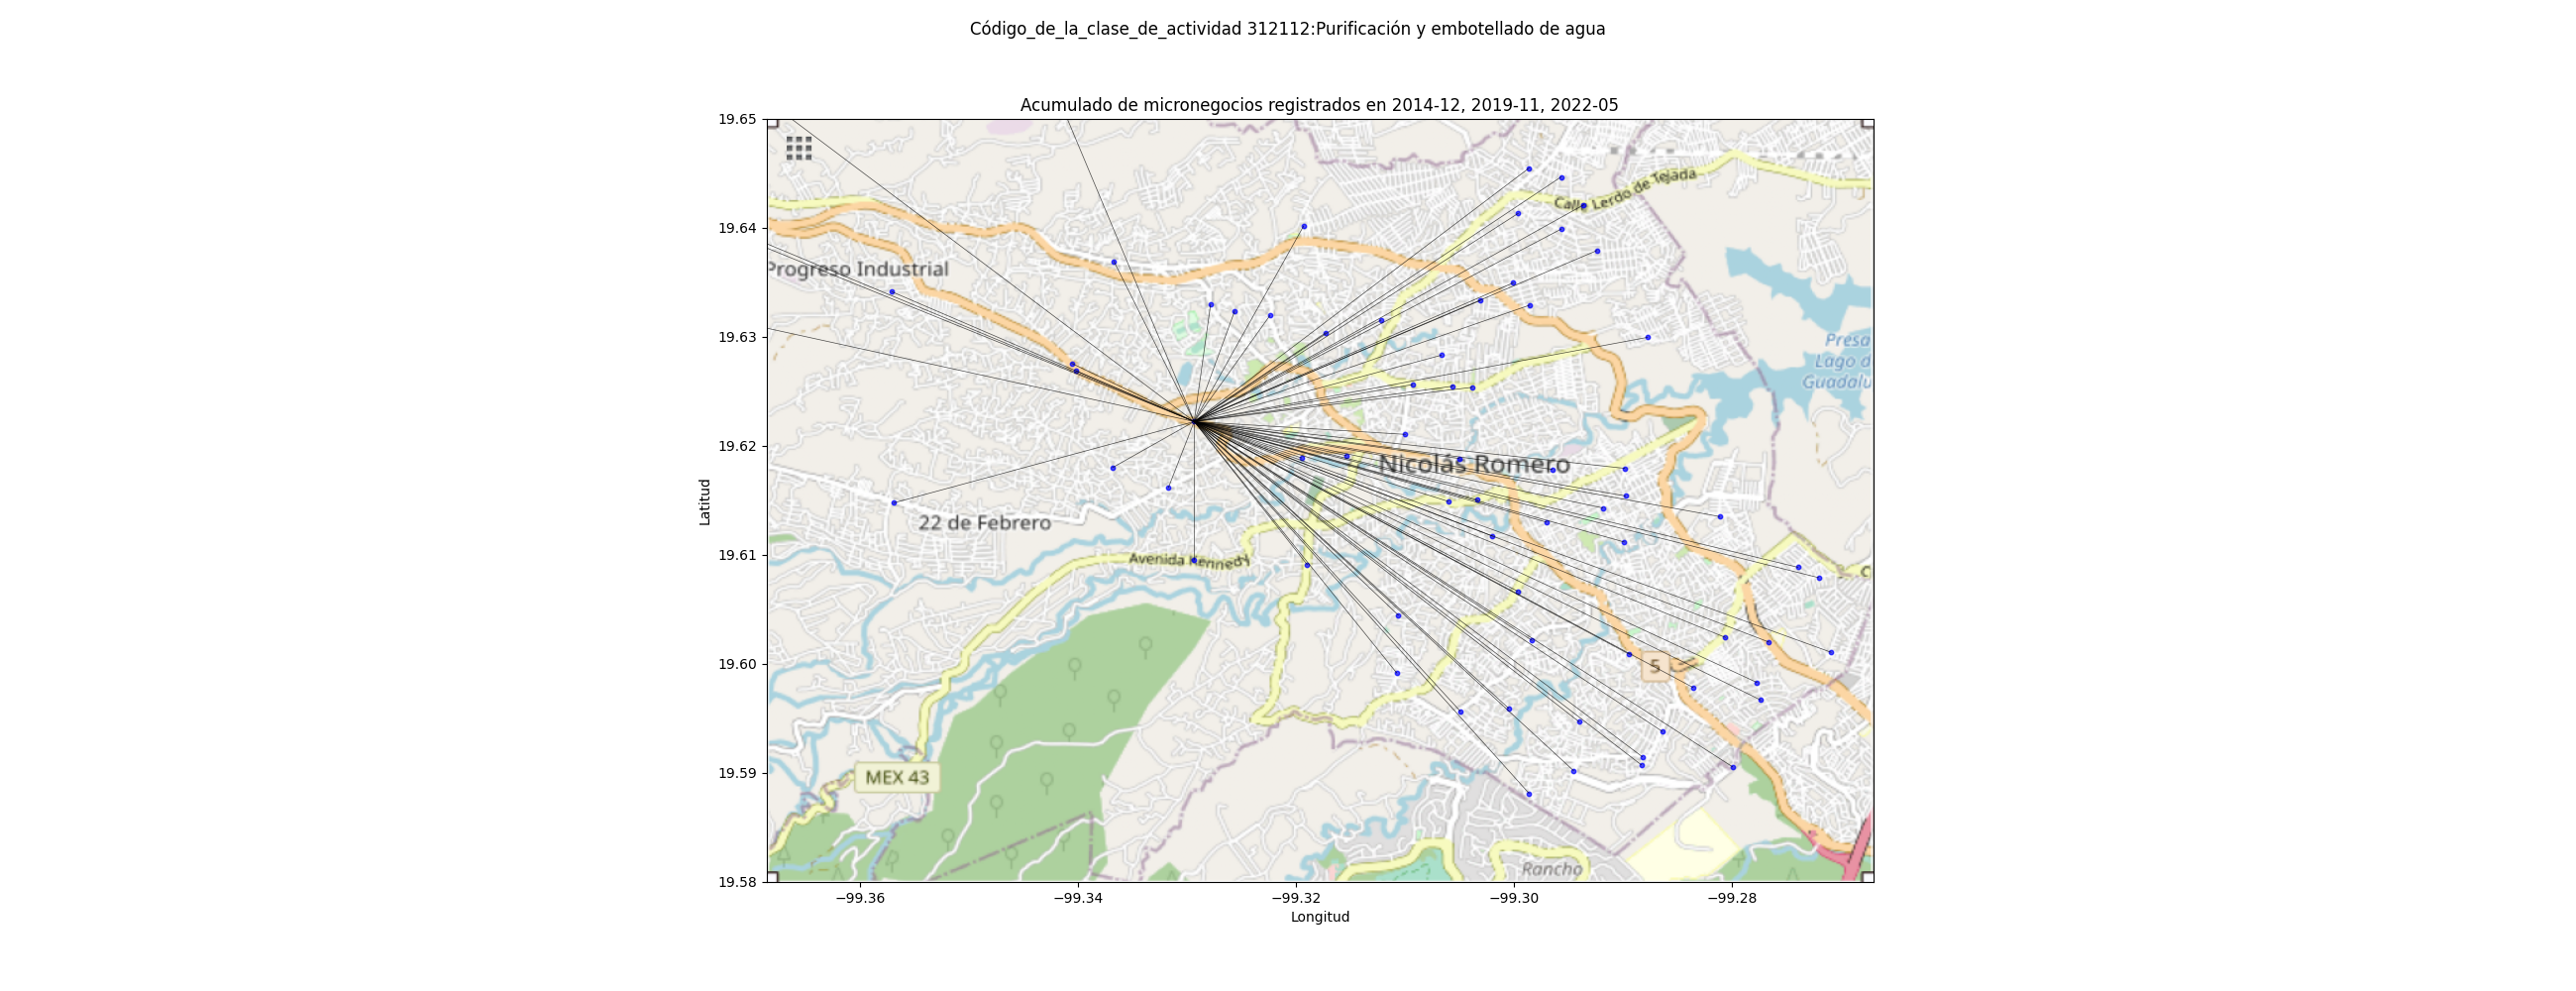 Código_de_la_clase_de_actividad 312112:Purificación y embotellado de agua
Acumulado de micronegocios registrados en 2014-12, 2019-11, 2022-05
19.65
19.64
19.63
19.62
19.61
19.60
19.59
19.58
Latitud
Calle Lerdo de Tejada
Progreso Industrial
Presa
Lago d
Guadalu
Nicolás Romero
22 de Febrero
Avenida Kennedy
C
5
MEX 43
Rancho
−99.36
−99.34
−99.32
−99.30
−99.28
Longitud